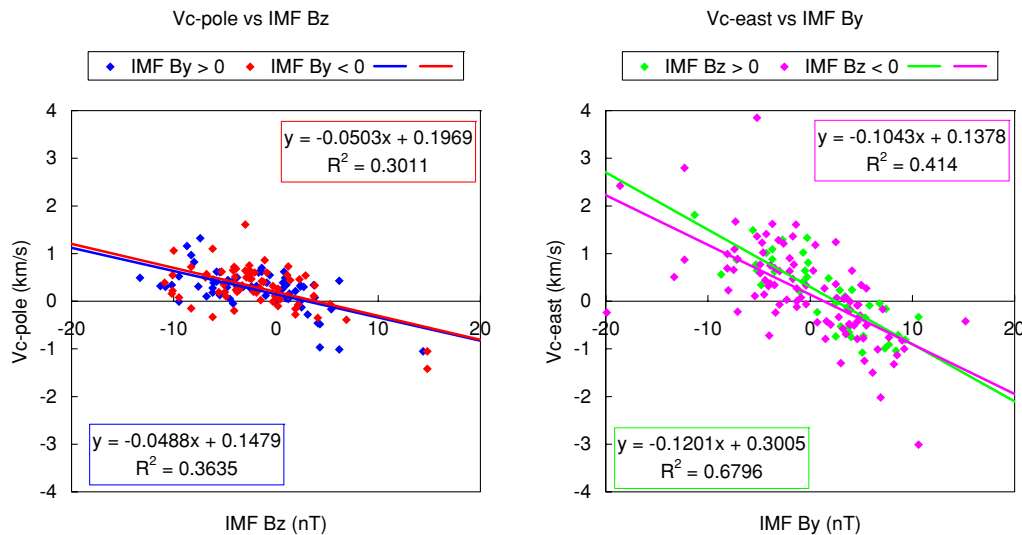 Vc-pole vs IMF Bz
IMF By > 0 IMF By < 0
4
3
2
1
0
-1
-2
-3
-4
-20 -10 0 10 20
Vc-pole (km/s)
IMF Bz (nT)
y = -0.0503x + 0.1969
R² = 0.3011
y = -0.0488x + 0.1479
R² = 0.3635
Vc-east vs IMF By
IMF Bz > 0 IMF Bz < 0
4
3
2
1
0
-1
-2
-3
-4
-20 -10 0 10 20
Vc-east (km/s)
IMF By (nT)
y = -0.1043x + 0.1378
R² = 0.414
y = -0.1201x + 0.3005
R² = 0.6796